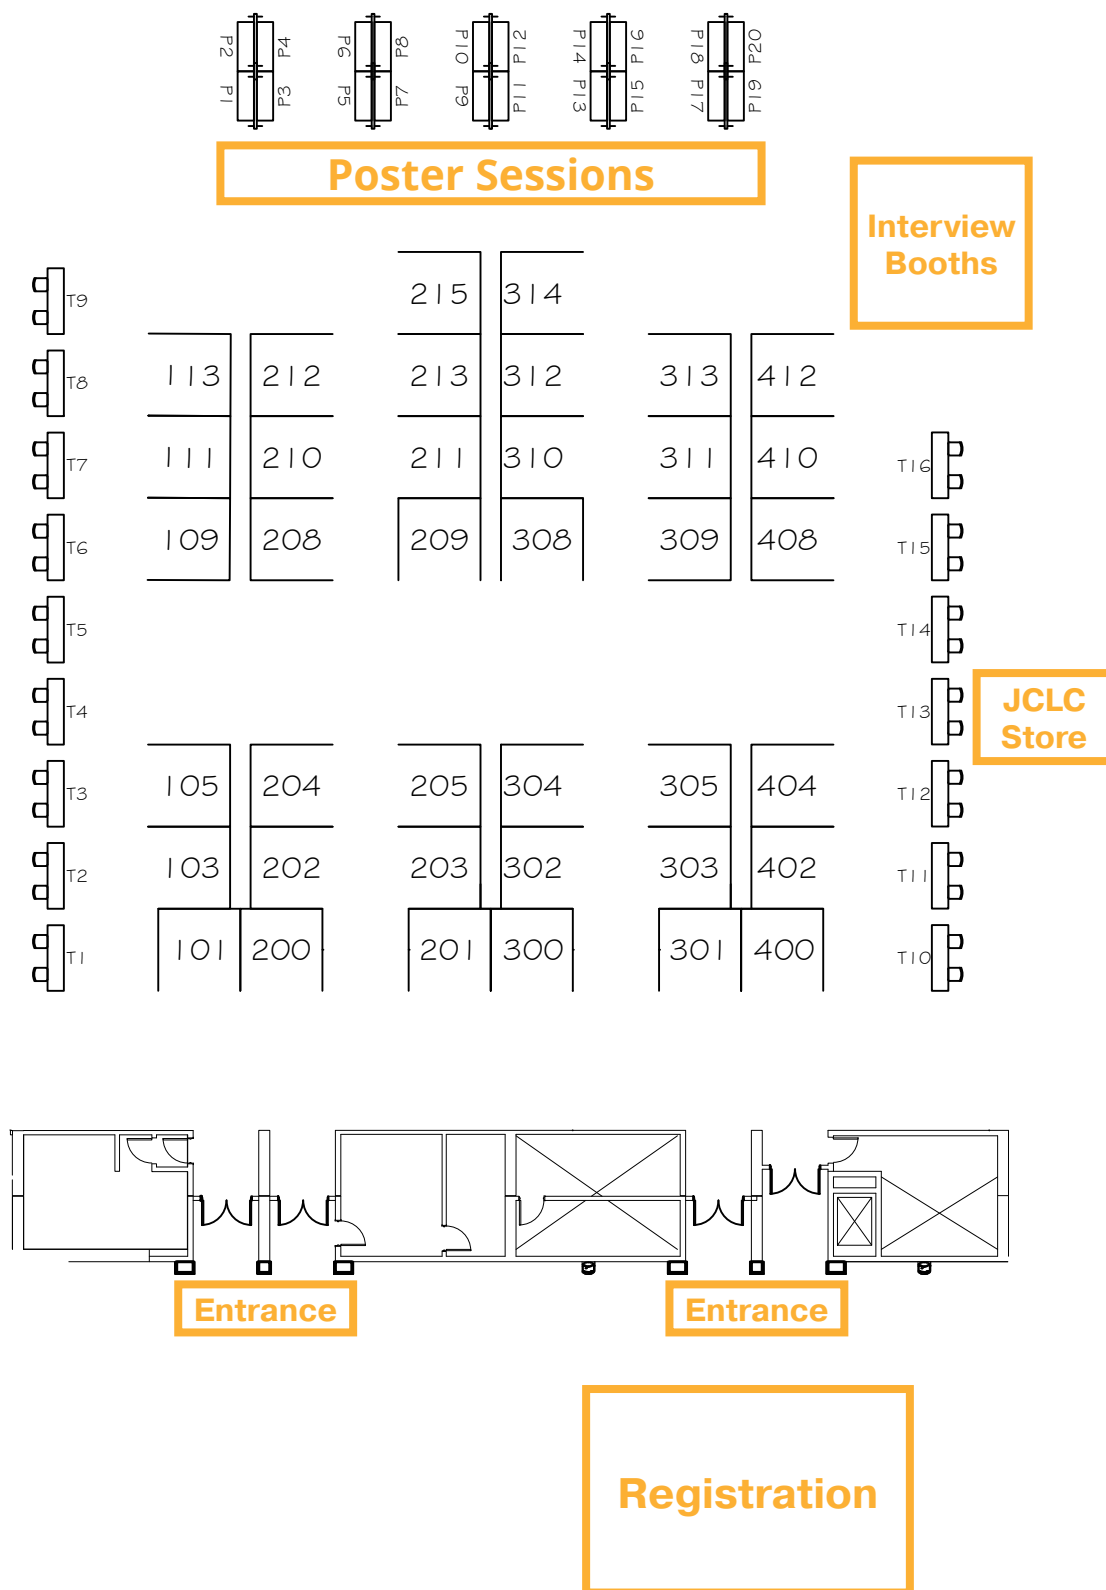 P2 P4 P6 P8 P10 P12 P14 P16 P18 P20
P1 P3 P5 P7 P9 P11 P13 P15 P17 P19
Poster Sessions
Interview
Booths
T9 215 314
T8 113 212 213 312 313 412
T7 111 210 211 310 311 410 T16
T6 109 208 209 308 309 408 T15
T5 T14
T4 T13
JCLC
Store
T3 105 204 205 304 305 404 T12
T2 103 202 203 302 303 402 T11
T1 101 200 201 300 301 400 T10
Entrance Entrance
Registration